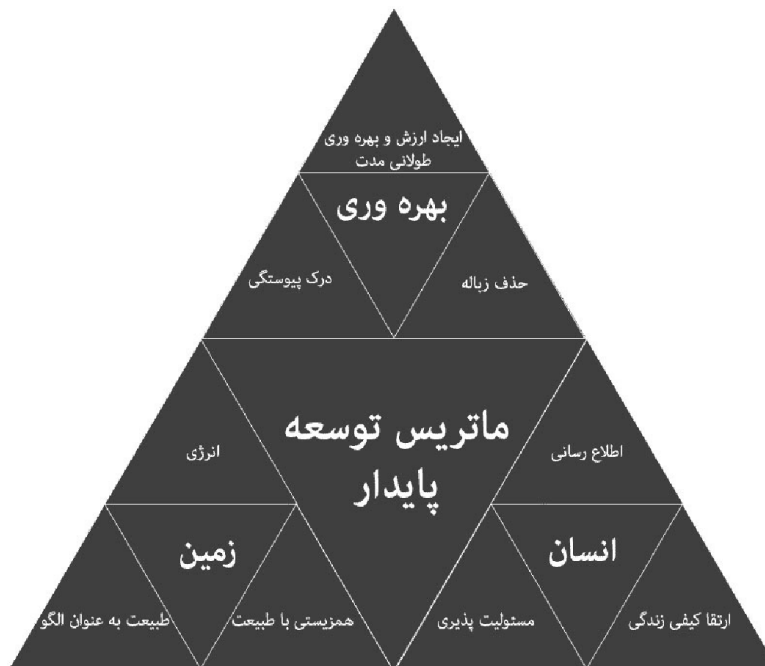 ایجاد ارزش و بهره وری
طولانی مدت
بهره وری
حذف زباله
درک پیوستگی
ماتریس توسعه
پایدار
اطلاع رسانی
انرژی
انسان
زمین
ارتقا کیفی زندگی
مسئولیت پذیری
همزیستی با طبیعت
طبیعت به عنوان الگو